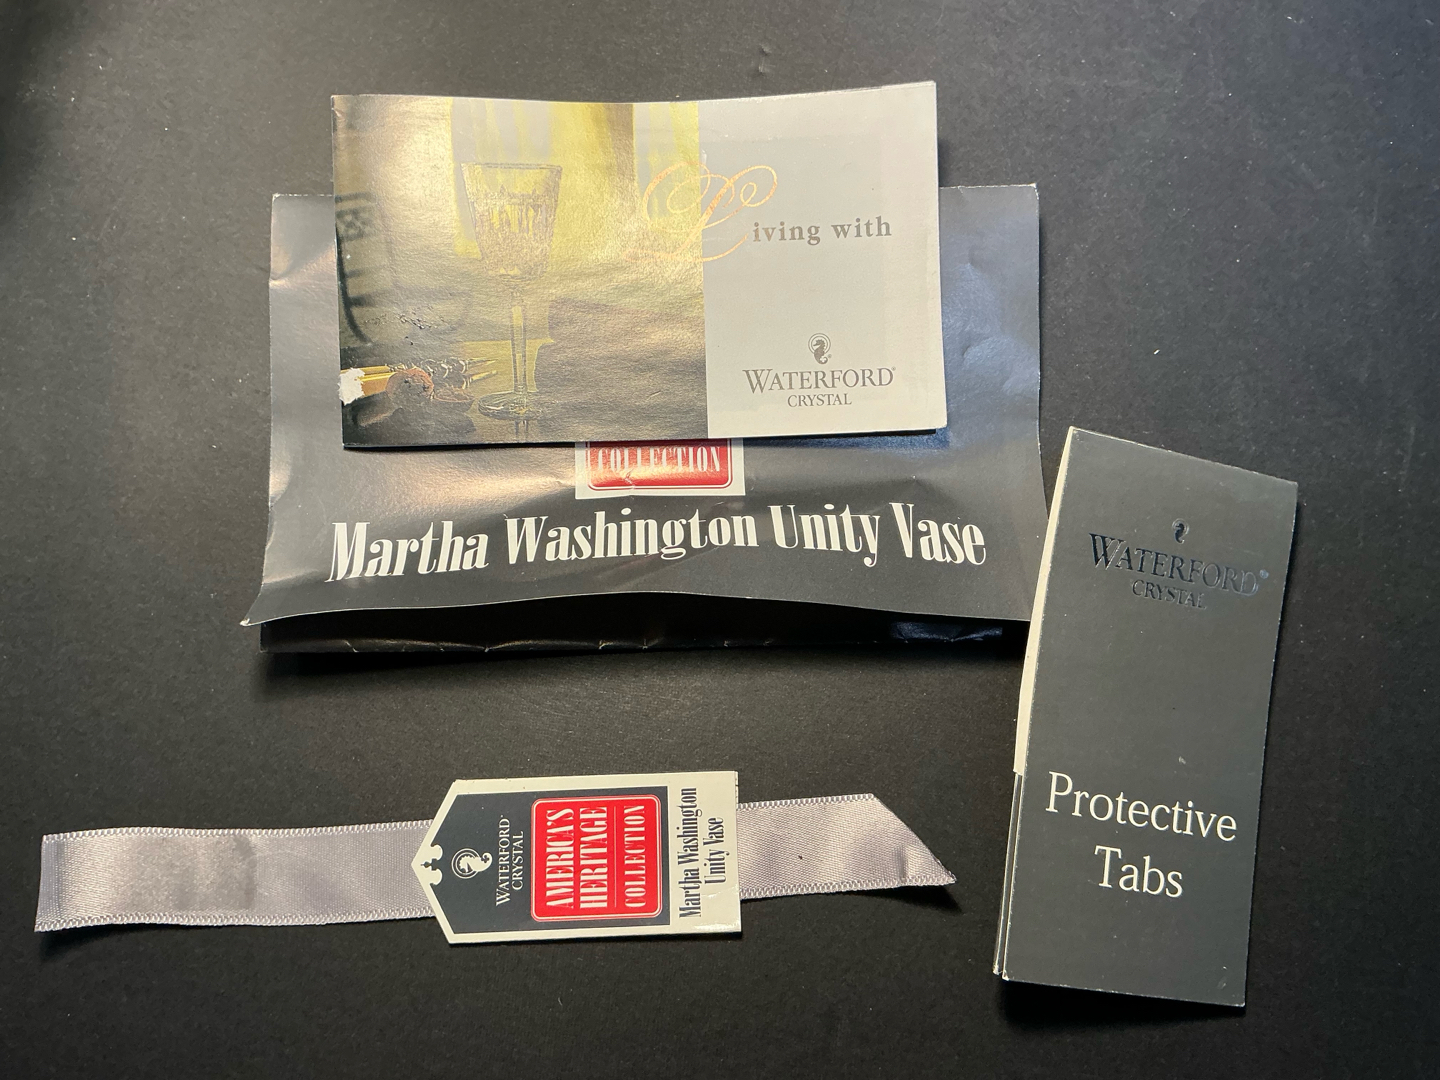 Living with
WATERFORD®
CRYSTAL
COLLECTION
Martha Washington Unity Vase
WATERFORD®
CRYSTAL
Protective
Tabs
WATERFORD®
CRYSTAL
AMERICA'S
HERITAGE
COLLECTION
Martha Washington
Unity Vase